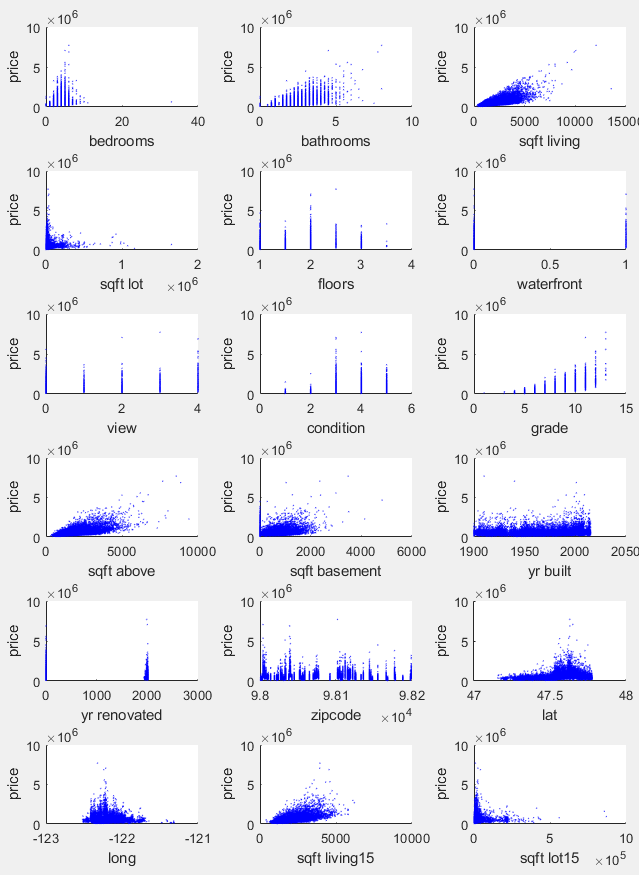 ×10^6 ×10^6 ×10^6
10 10 10
price 5 price 5 price 5
0 0 0
0 20 40 0 5 10 0 5000 10000 15000
bedrooms bathrooms sqft living
×10^6 ×10^6 ×10^6
10 10 10
price 5 price 5 price 5
0 0 0
0 1 2 1 2 3 4 0 0.5 1
sqft lot ×10^6 floors waterfront
×10^6 ×10^6 ×10^6
10 10 10
price 5 price 5 price 5
0 0 0
0 2 4 0 2 4 6 0 5 10 15
view condition grade
×10^6 ×10^6 ×10^6
10 10 10
price 5 price 5 price 5
0 0 0
0 5000 10000 0 2000 4000 6000 1900 1950 2000 2050
sqft above sqft basement yr built
×10^6 ×10^6 ×10^6
10 10 10
price 5 price 5 price 5
0 0 0
0 1000 2000 3000 9.8 9.81 9.82 47 47.5 48
yr renovated zipcode ×10^4 lat
×10^6 ×10^6 ×10^6
10 10 10
price 5 price 5 price 5
0 0 0
-123 -122 -121 0 5000 10000 0 5 10
long sqft living15 sqft lot15 ×10^5